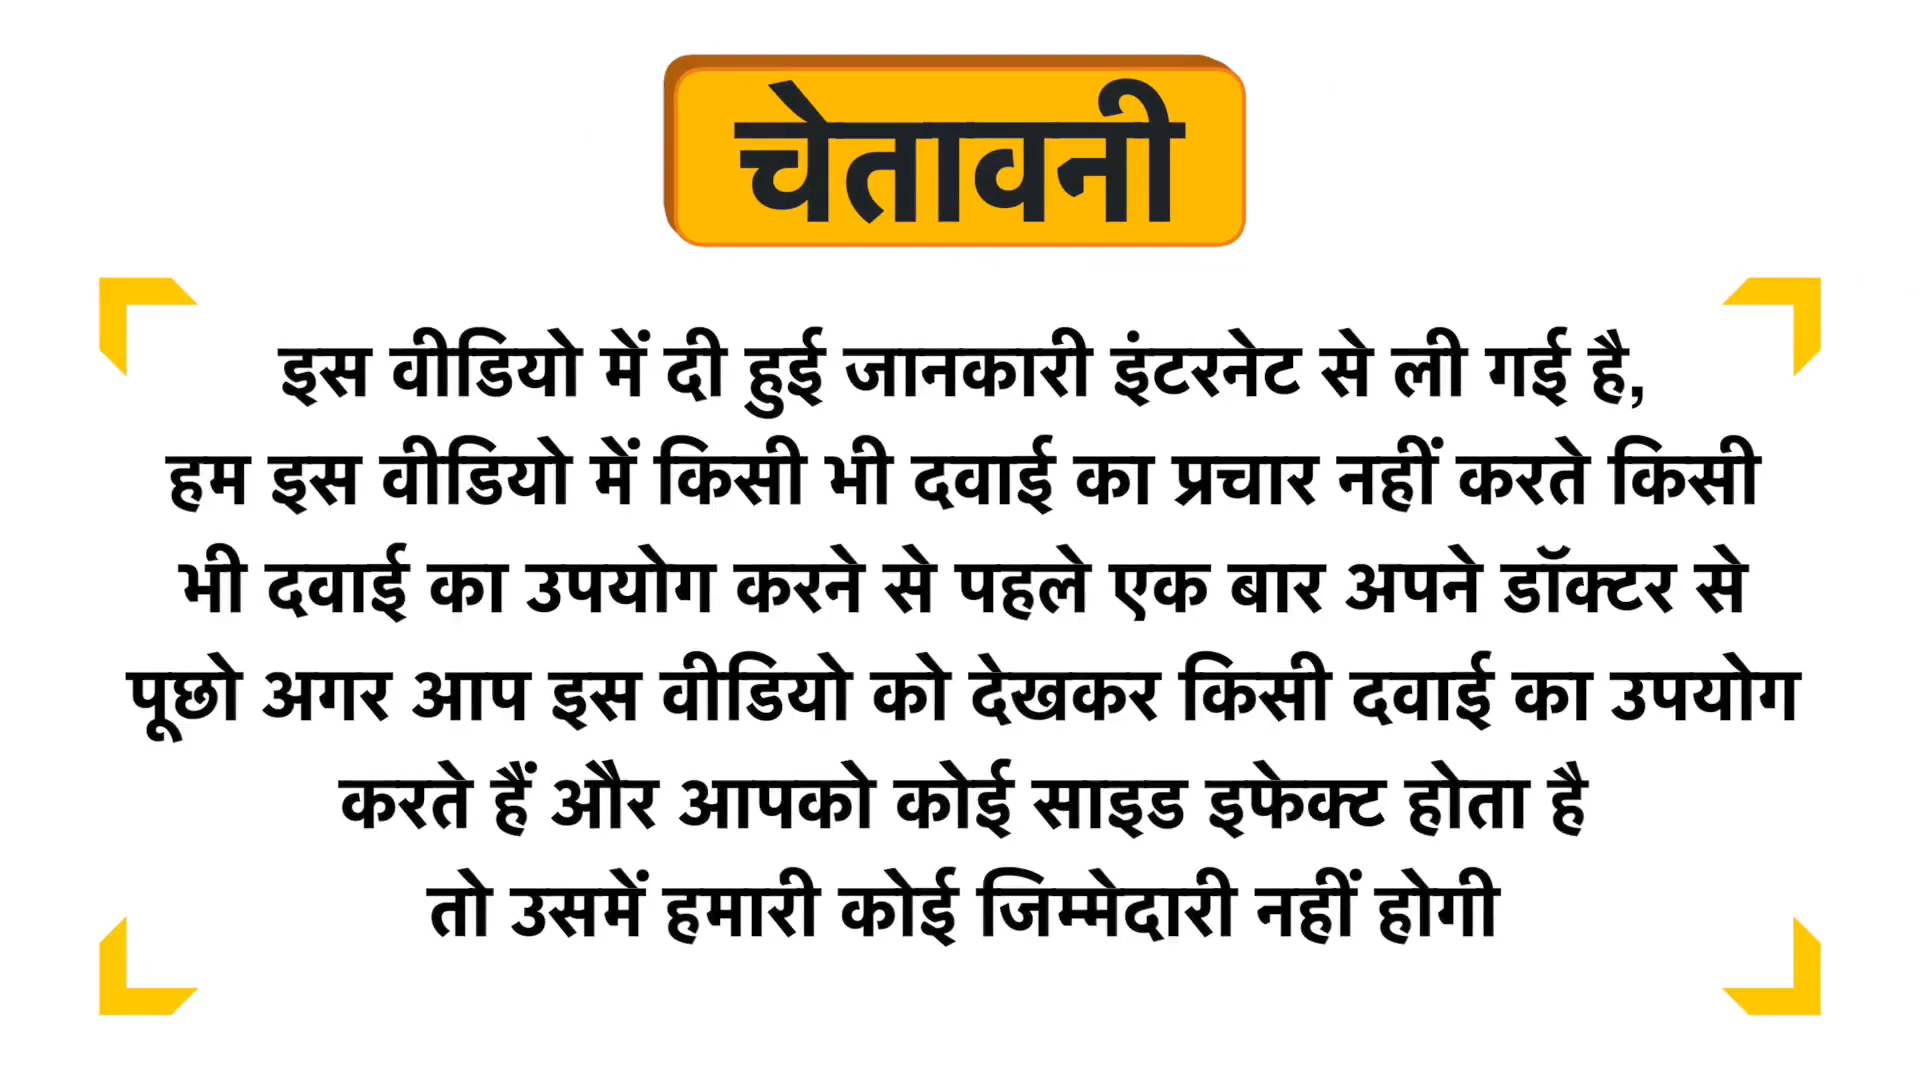 चेतावनी
इस वीडियो में दी हुई जानकारी इंटरनेट से ली गई है,
हम इस वीडियो में किसी भी दवाई का प्रचार नहीं करते किसी
भी दवाई का उपयोग करने से पहले एक बार अपने डॉक्टर से
पूछो अगर आप इस वीडियो को देखकर किसी दवाई का उपयोग
करते हैं और आपको कोई साइड इफेक्ट होता है
तो उसमें हमारी कोई जिम्मेदारी नहीं होगी